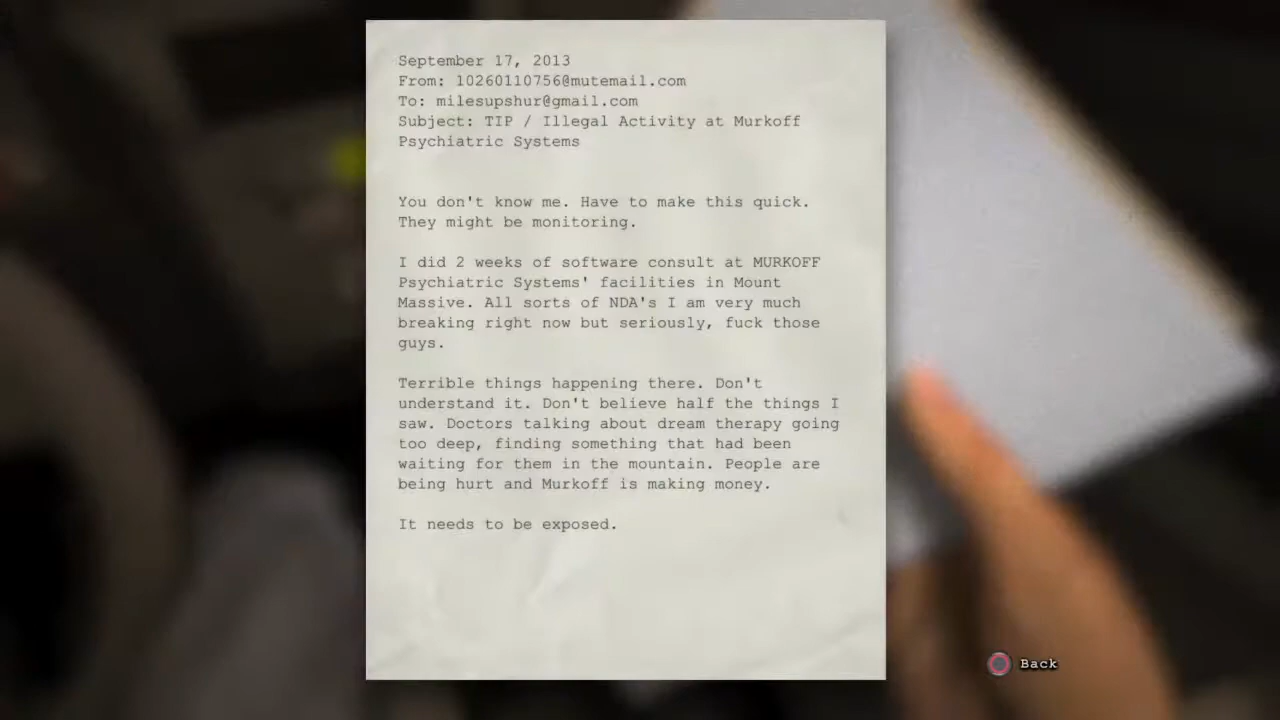 September 17, 2013
From: 10260110756@mutemail.com
To: milesupshur@gmail.com
Subject: TIP / Illegal Activity at Murkoff
Psychiatric Systems
You don't know me. Have to make this quick.
They might be monitoring.
I did 2 weeks of software consult at MURKOFF
Psychiatric Systems' facilities in Mount
Massive. All sorts of NDA's I am very much
breaking right now but seriously, fuck those
guys.
Terrible things happening there. Don't
understand it. Don't believe half the things I
saw. Doctors talking about dream therapy going
too deep, finding something that had been
waiting for them in the mountain. People are
being hurt and Murkoff is making money.
It needs to be exposed.
Back